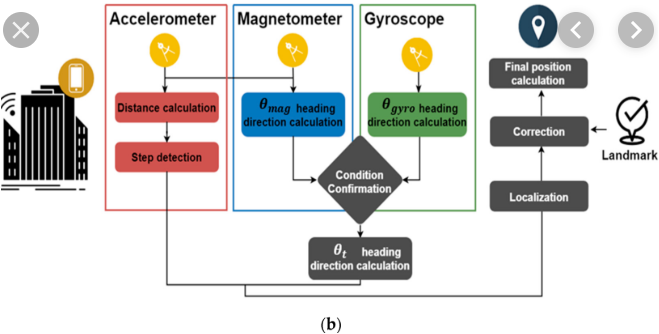 Accelerometer
Magnetometer
Gyroscope
Distance calculation
Step detection
θmag heading
direction calculation
θgyro heading
direction calculation
Condition
Confirmation
θt heading
direction calculation
Final position
calculation
Correction
Landmark
Localization
(b)